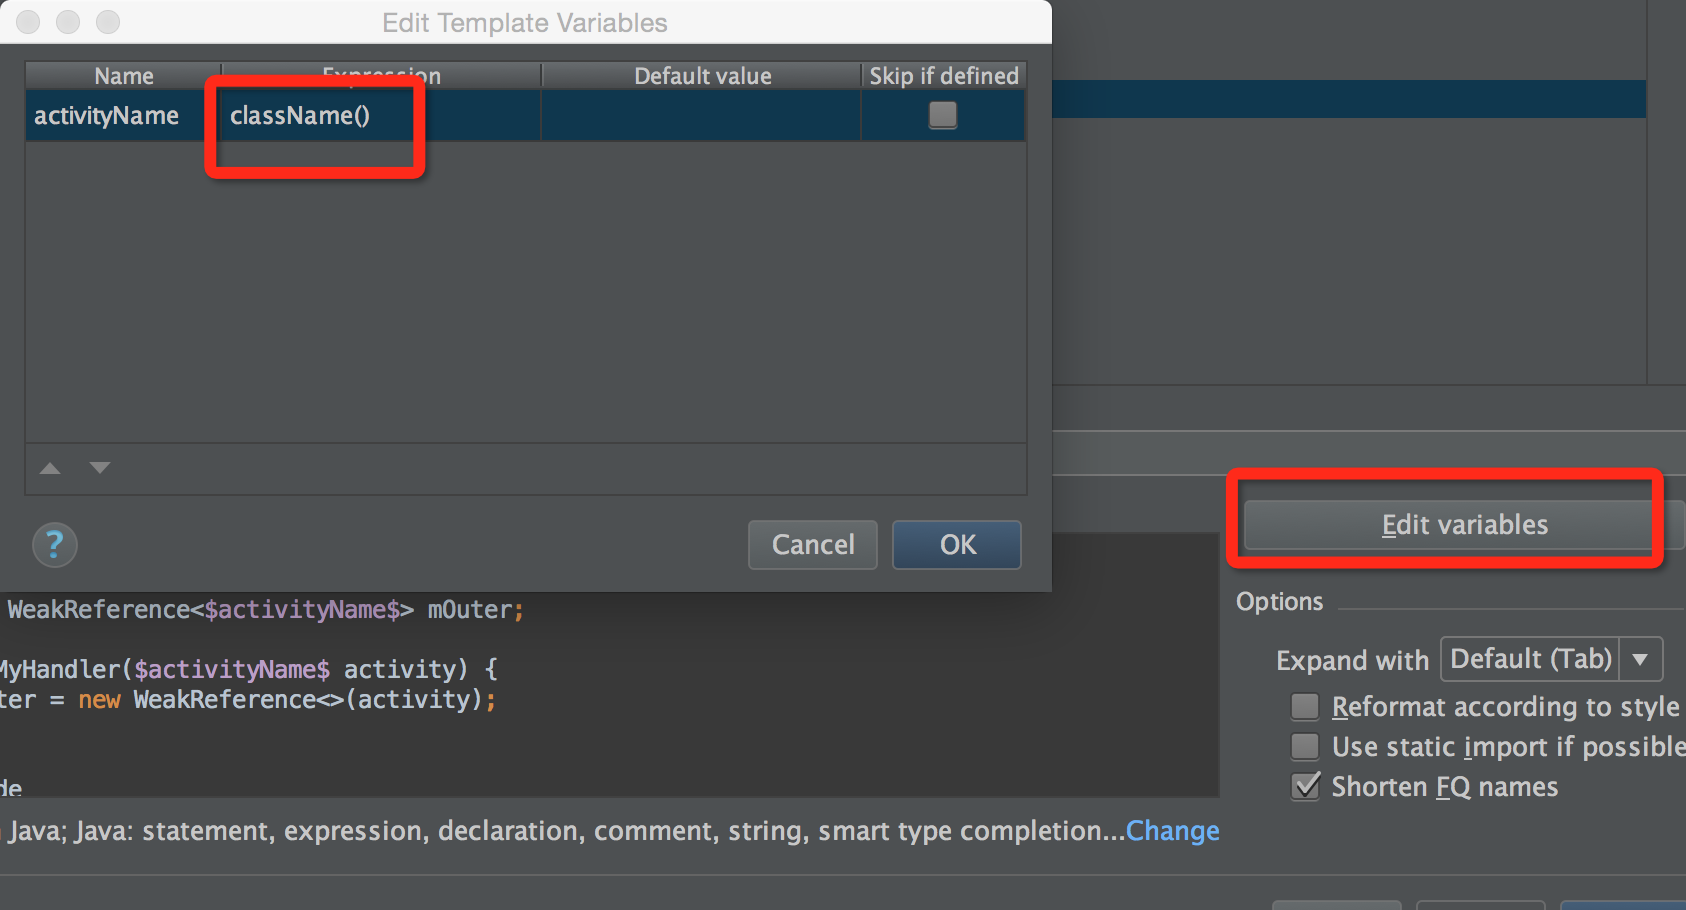 Edit Template Variables
Name Expression Default value Skip if defined
activityName className()
?
Cancel OK
Edit variables
WeakReference<$activityName$> mOuter;
MyHandler($activityName$ activity) {
ter = new WeakReference<>(activity);
de
Options
Expand with Default (Tab)
Reformat according to style
Use static import if possible
Shorten FQ names
Java; Java: statement, expression, declaration, comment, string, smart type completion...Change